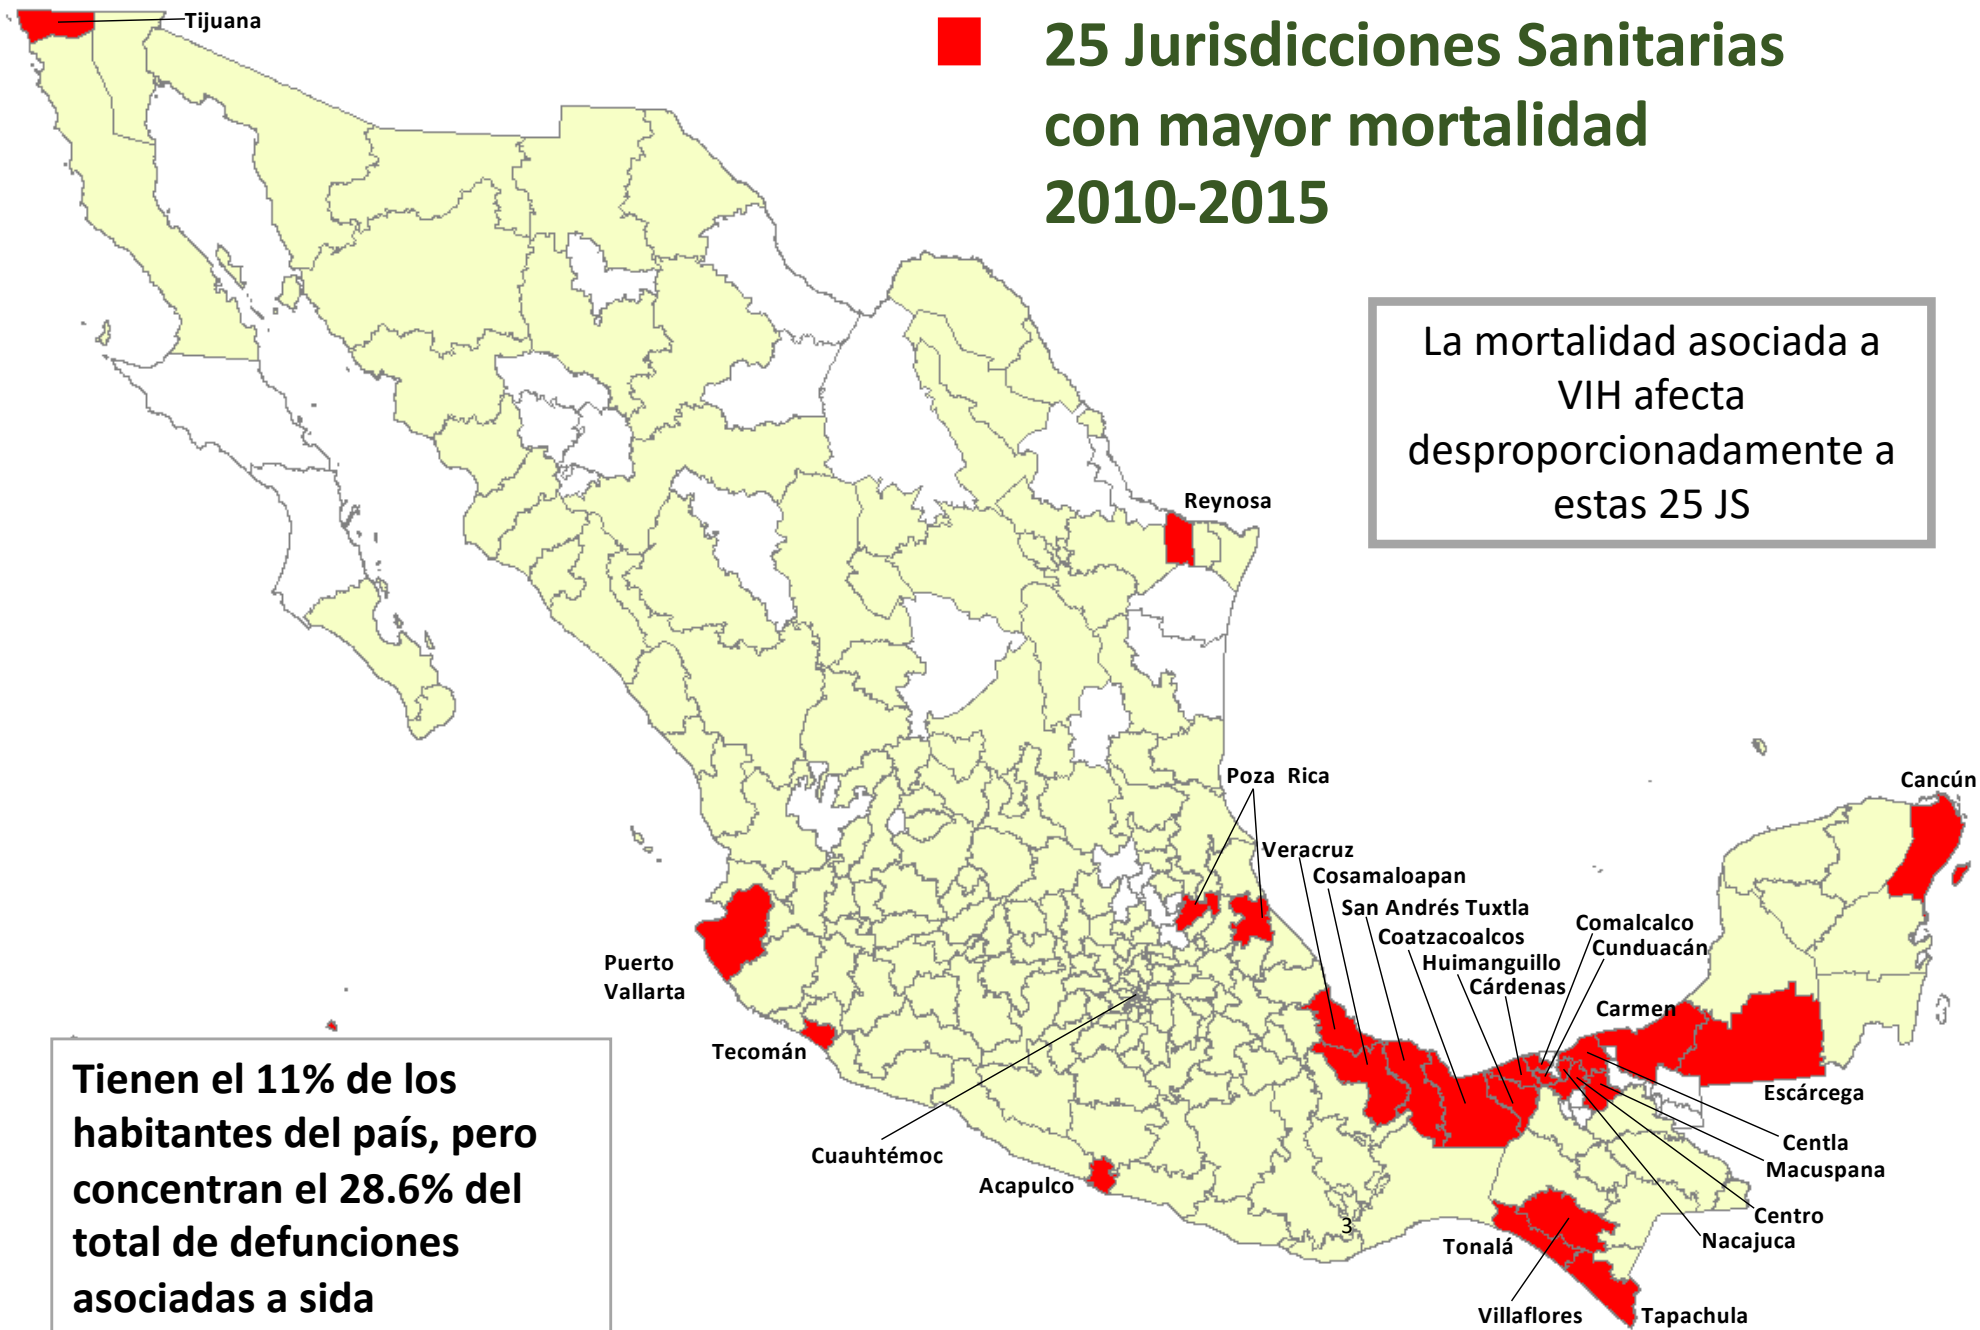 Tijuana
25 Jurisdicciones Sanitarias
con mayor mortalidad
2010-2015
La mortalidad asociada a
VIH afecta
desproporcionadamente a
estas 25 JS
Reynosa
Poza Rica
Cancún
Veracruz
Cosamaloapan
San Andrés Tuxtla
Coatzacoalcos
Huimanguillo
Cárdenas
Comalcalco
Cunduacán
Carmen
Puerto
Vallarta
Tecomán
Escárcega
Centla
Macuspana
Centro
Nacajuca
Cuauhtémoc
Acapulco
3
Tonalá
Villaflores
Tapachula
Tienen el 11% de los
habitantes del país, pero
concentran el 28.6% del
total de defunciones
asociadas a sida